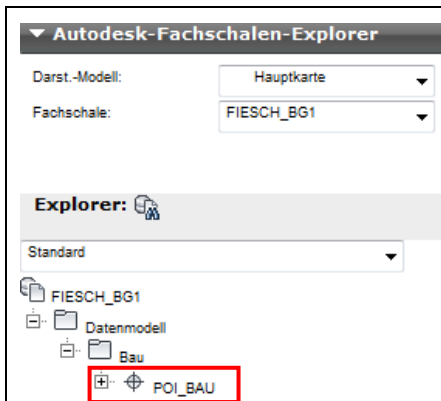 Autodesk-Fachschalen-Explorer
Darst.-Modell: Hauptkarte
Fachschale: FIESCH_BG1
Explorer:
Standard
FIESCH_BG1
Datenmodell
Bau
POI_BAU